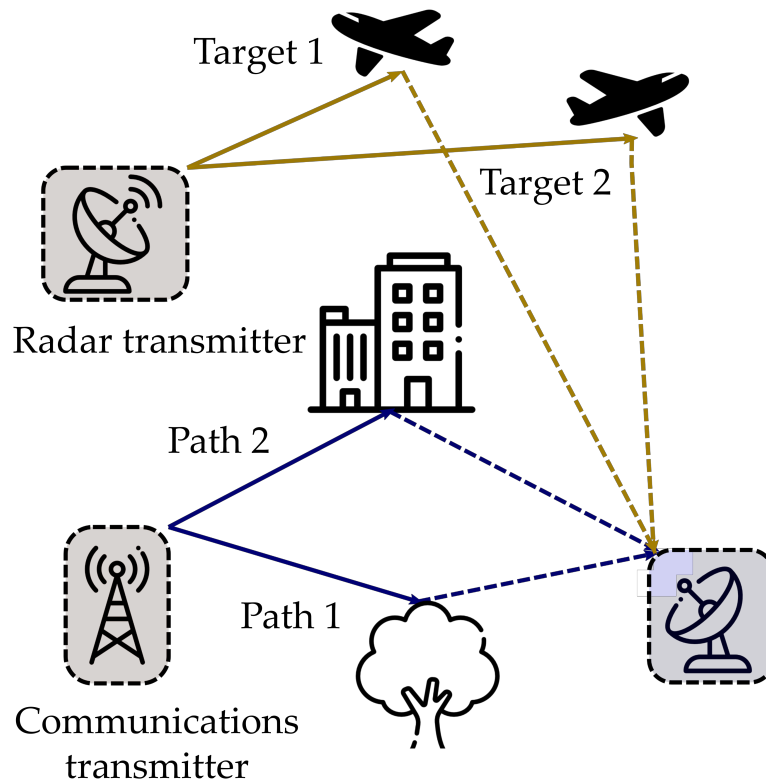 Target 1
Target 2
Radar transmitter
Path 2
Path 1
Communications
transmitter